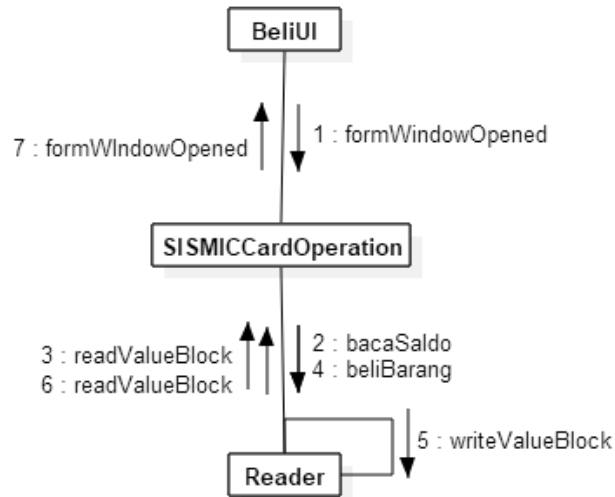 BeliUI
7 : formWIndowOpened
1 : formWindowOpened
SISMICCardOperation
3 : readValueBlock
6 : readValueBlock
2 : bacaSaldo
4 : beliBarang
5 : writeValueBlock
Reader